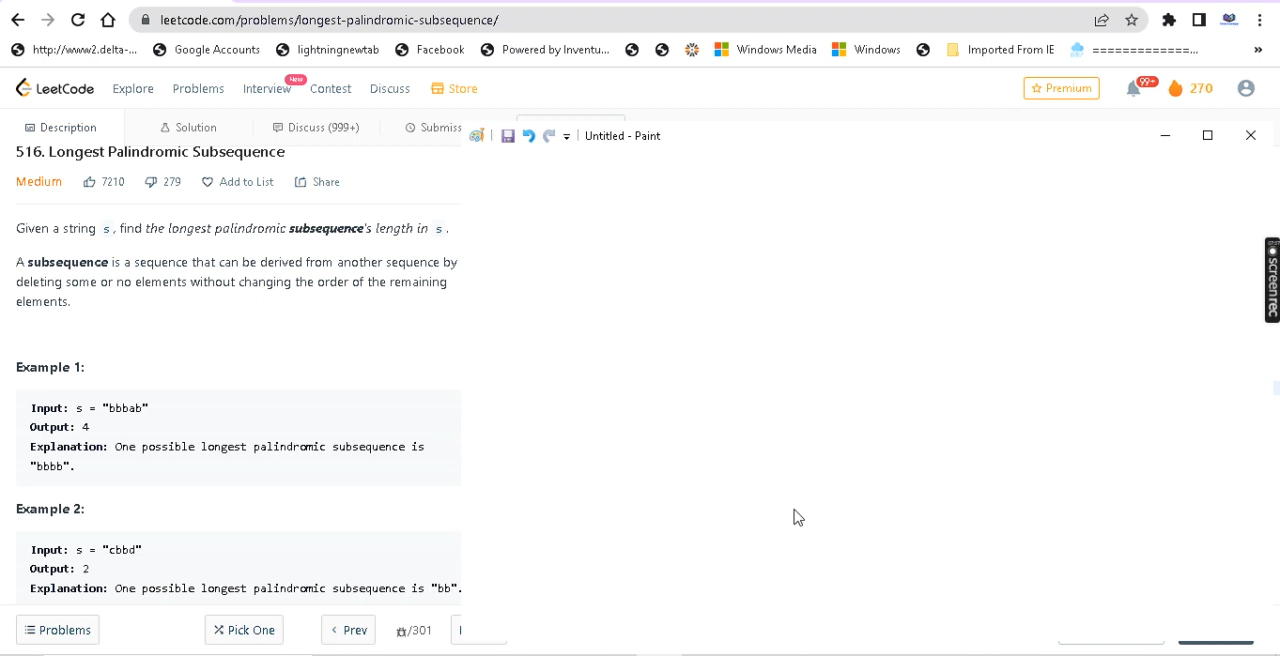 leetcode.com/problems/longest-palindromic-subsequence/
http://www2.delta-... Google Accounts lightningnewtab Facebook Powered by Inventu... Windows Media Windows Imported From IE =============... »
LeetCode Explore Problems Interview New Contest Discuss Store Premium 99+ 270
Description Solution Discuss (999+) Submiss
Untitled - Paint
516. Longest Palindromic Subsequence
Medium 7210 279 Add to List Share
Given a string s, find the longest palindromic subsequence's length in s.
A subsequence is a sequence that can be derived from another sequence by
deleting some or no elements without changing the order of the remaining
elements.
screenrec
Example 1:
Input: s = "bbbab"
Output: 4
Explanation: One possible longest palindromic subsequence is
"bbbb".
Example 2:
Input: s = "cbbd"
Output: 2
Explanation: One possible longest palindromic subsequence is "bb".
Problems Pick One < Prev /301